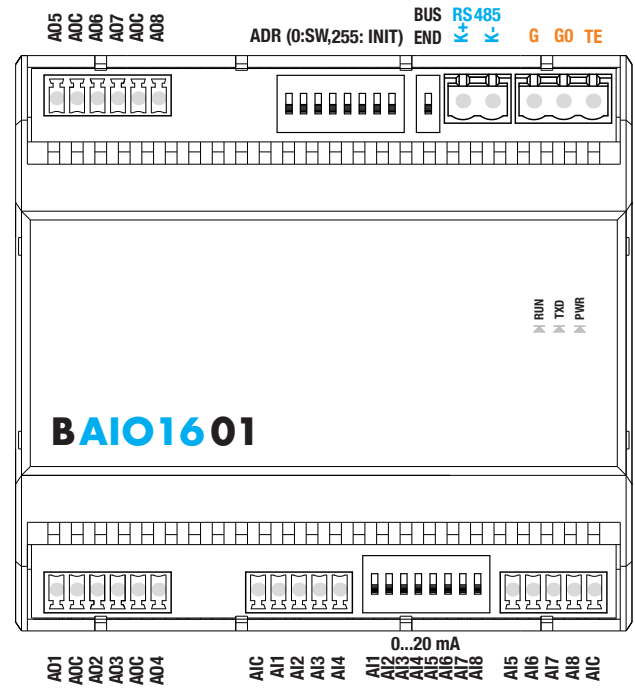 AO5 AOC AO6 AO7 AOC AO8
ADR (0:SW,255: INIT)
BUS END
RS485
K+ K-
G G0 TE
RUN TXD PWR
BAIO1601
0...20 mA
AO1 AOC AO2 AO3 AOC AO4
AIC AI1 AI2 AI3 AI4
AI1 AI2 AI3 AI4 AI5 AI6 AI7 AI8
AI5 AI6 AI7 AI8 AIC